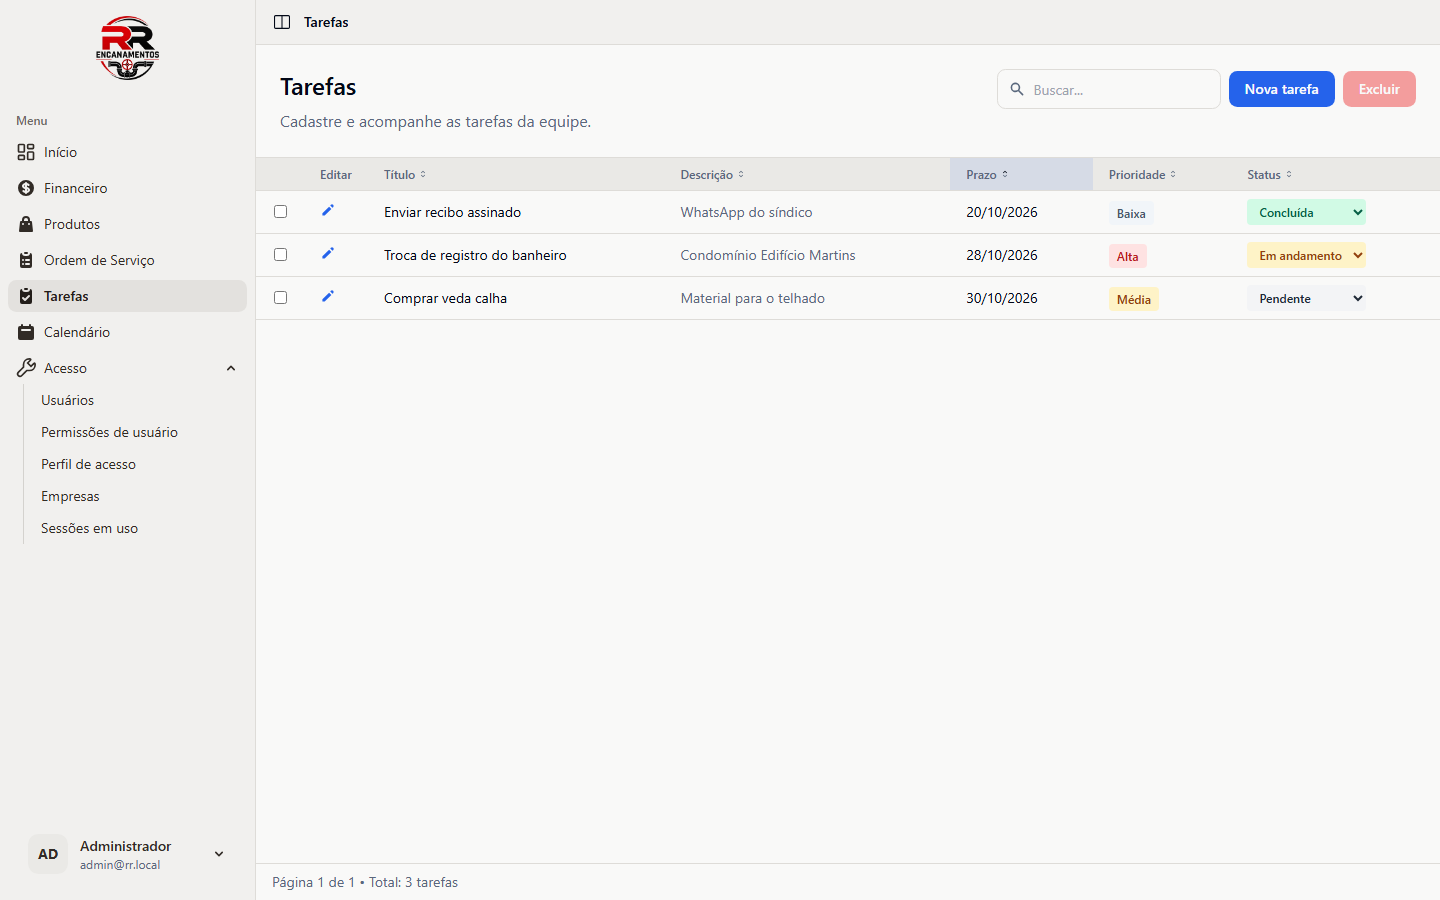 RR
ENCANAMENTOS
Menu
Início
Financeiro
Produtos
Ordem de Serviço
Tarefas
Calendário
Acesso
Usuários
Permissões de usuário
Perfil de acesso
Empresas
Sessões em uso
AD
Administrador
admin@rr.local
Tarefas
Tarefas
Cadastre e acompanhe as tarefas da equipe.
Buscar...
Nova tarefa
Excluir
Editar Título Descrição Prazo Prioridade Status
Enviar recibo assinado WhatsApp do síndico 20/10/2026 Baixa Concluída
Troca de registro do banheiro Condomínio Edifício Martins 28/10/2026 Alta Em andamento
Comprar veda calha Material para o telhado 30/10/2026 Média Pendente
Página 1 de 1 • Total: 3 tarefas